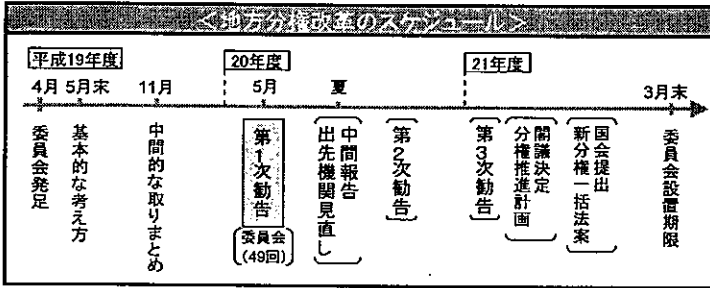 ＜地方分権改革のスケジュール＞
平成19年度
20年度
21年度
4月
5月末
11月
5月
夏
3月末
委員会発足
基本的な考え方
中間的な取りまとめ
第1次勧告
委員会
(49回)
中間報告
出先機関見直し
第2次勧告
第3次勧告
閣議決定
分権推進計画
国会提出
新分権一括法案
委員会設置期限